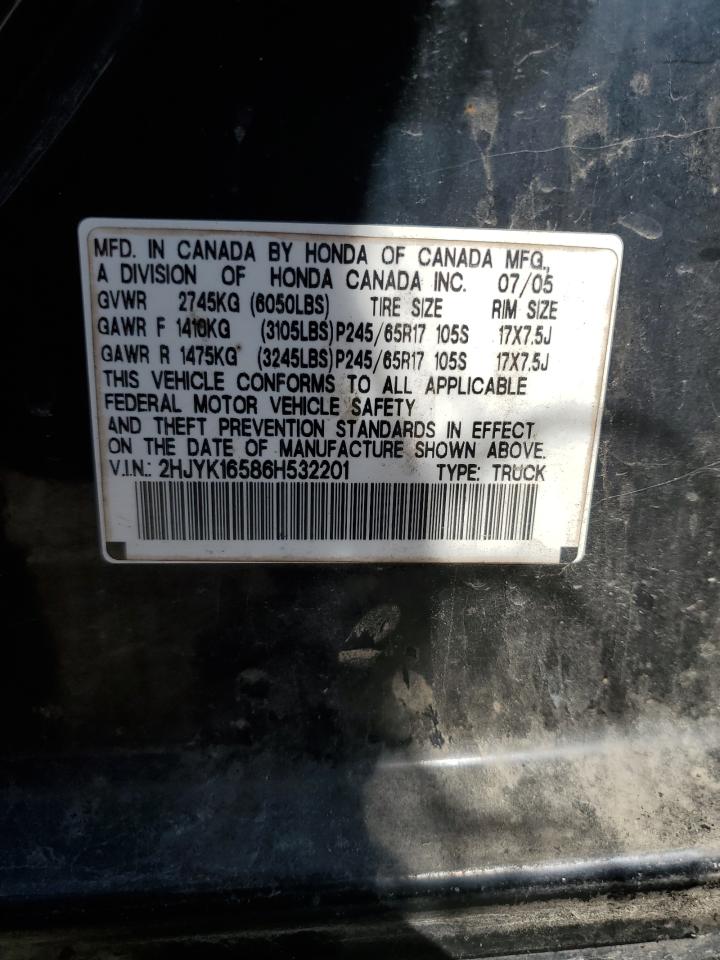 MFD. IN CANADA BY HONDA OF CANADA MFG.,
A DIVISION OF HONDA CANADA INC. 07/05
GVWR 2745KG (6050LBS) TIRE SIZE RIM SIZE
GAWR F 1410KG (3105LBS) P245/65R17 105S 17X7.5J
GAWR R 1475KG (3245LBS) P245/65R17 105S 17X7.5J
THIS VEHICLE CONFORMS TO ALL APPLICABLE
FEDERAL MOTOR VEHICLE SAFETY
AND THEFT PREVENTION STANDARDS IN EFFECT
ON THE DATE OF MANUFACTURE SHOWN ABOVE.
V.I.N.: 2HJYK16586H532201 TYPE: TRUCK